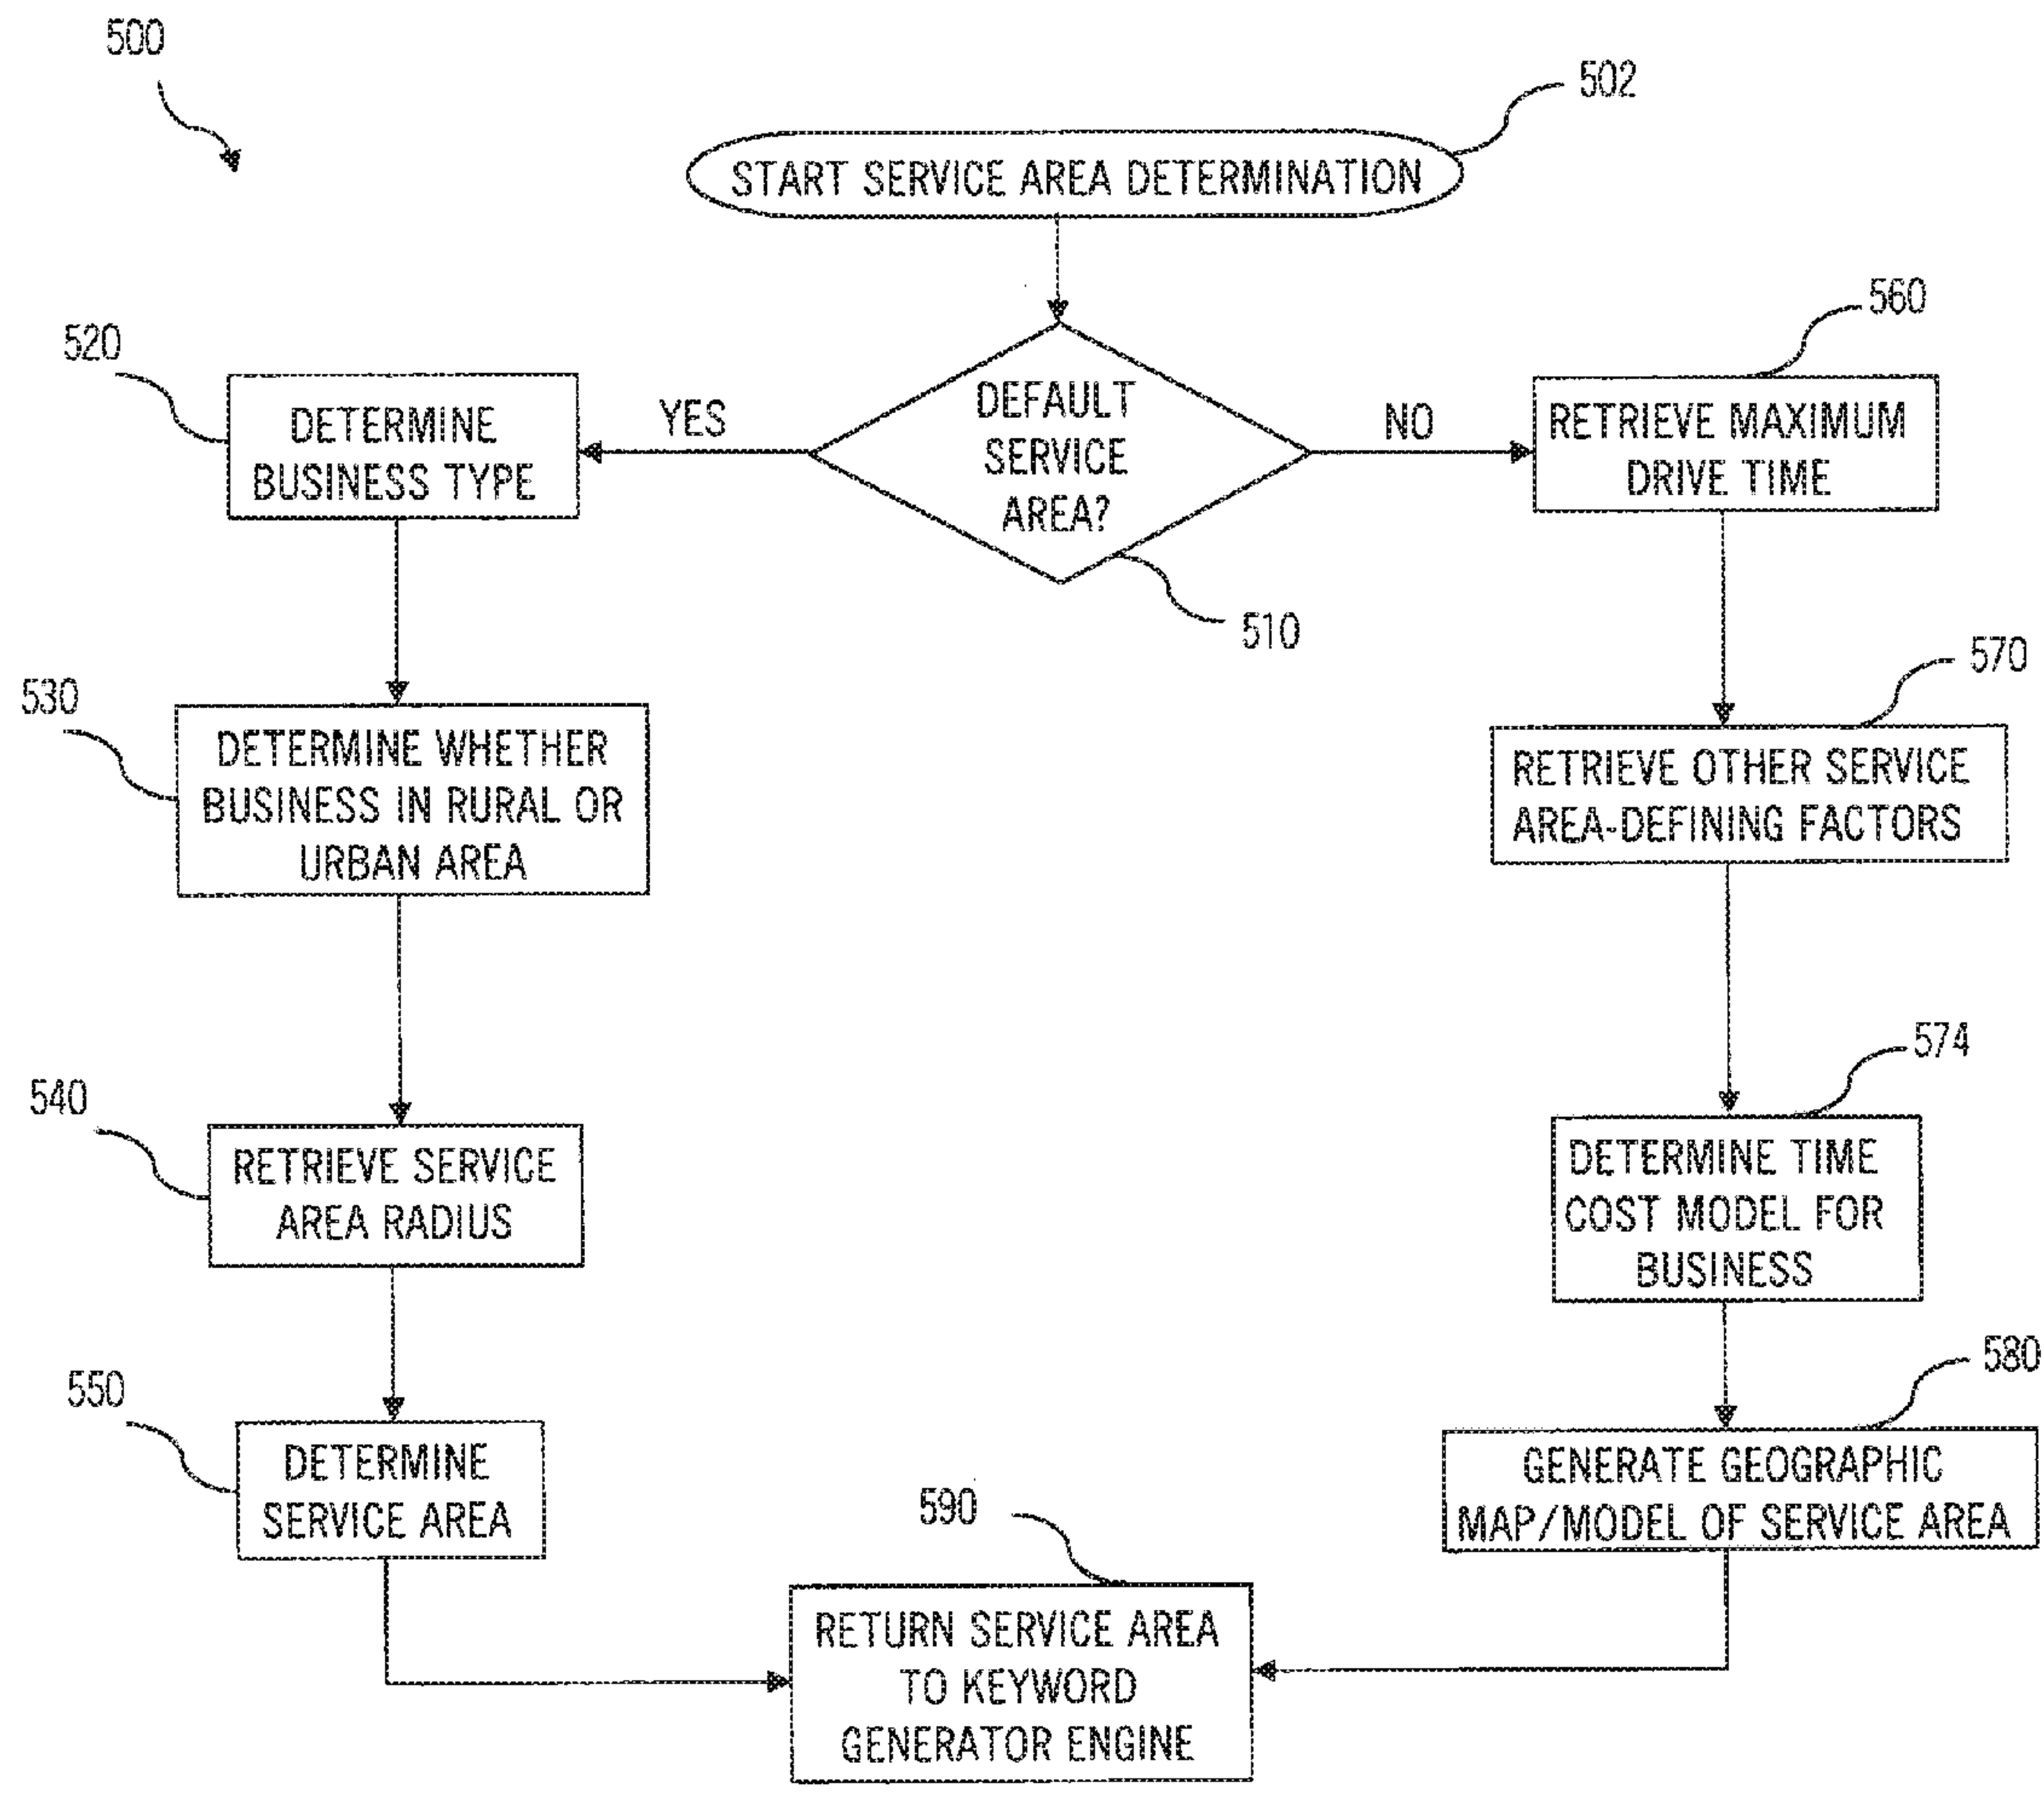 500
502
START SERVICE AREA DETERMINATION
DEFAULT
SERVICE
AREA?
510
YES
NO
520
DETERMINE
BUSINESS TYPE
530
DETERMINE WHETHER
BUSINESS IN RURAL OR
URBAN AREA
540
RETRIEVE SERVICE
AREA RADIUS
550
DETERMINE
SERVICE AREA
560
RETRIEVE MAXIMUM
DRIVE TIME
570
RETRIEVE OTHER SERVICE
AREA-DEFINING FACTORS
574
DETERMINE TIME
COST MODEL FOR
BUSINESS
580
GENERATE GEOGRAPHIC
MAP/MODEL OF SERVICE AREA
590
RETURN SERVICE AREA
TO KEYWORD
GENERATOR ENGINE